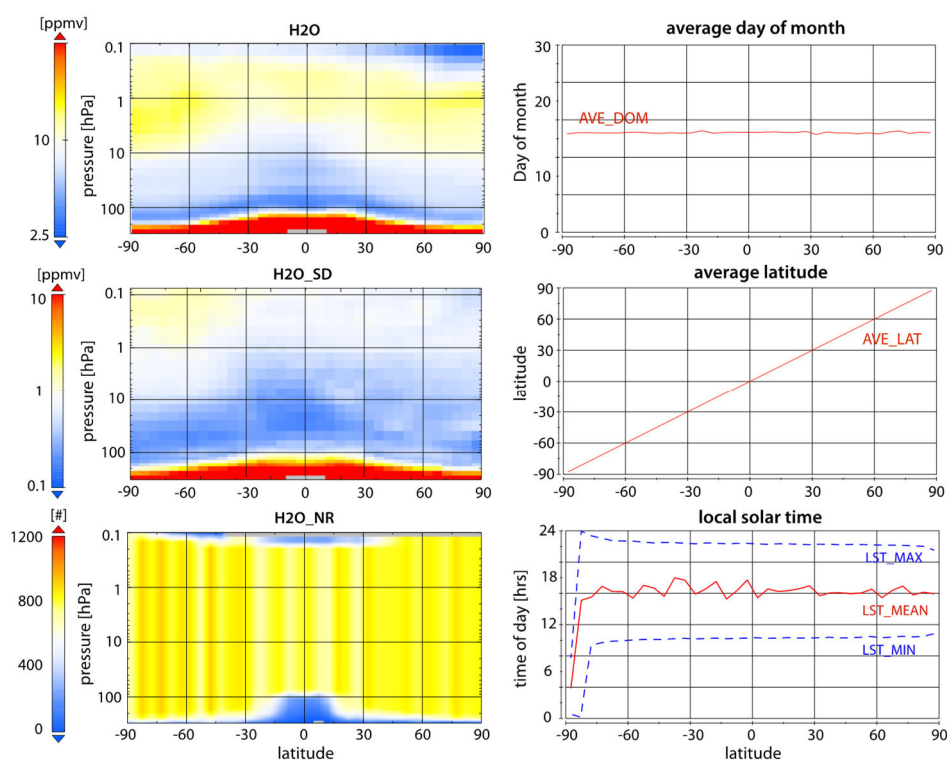 [ppmv]
H2O
10
2.5
pressure [hPa]
0.1
1
10
100
-90 -60 -30 0 30 60 90
average day of month
Day of month
30
20
10
0
AVE_DOM
-90 -60 -30 0 30 60 90
[ppmv]
H2O_SD
10
1
0.1
pressure [hPa]
0.1
1
10
100
-90 -60 -30 0 30 60 90
average latitude
latitude
90
60
30
0
-30
-60
-90
AVE_LAT
-90 -60 -30 0 30 60 90
[#]
H2O_NR
1200
800
400
0
pressure [hPa]
0.1
1
10
100
-90 -60 -30 0 30 60 90
latitude
local solar time
time of day [hrs]
24
18
12
6
0
LST_MAX
LST_MEAN
LST_MIN
-90 -60 -30 0 30 60 90
latitude